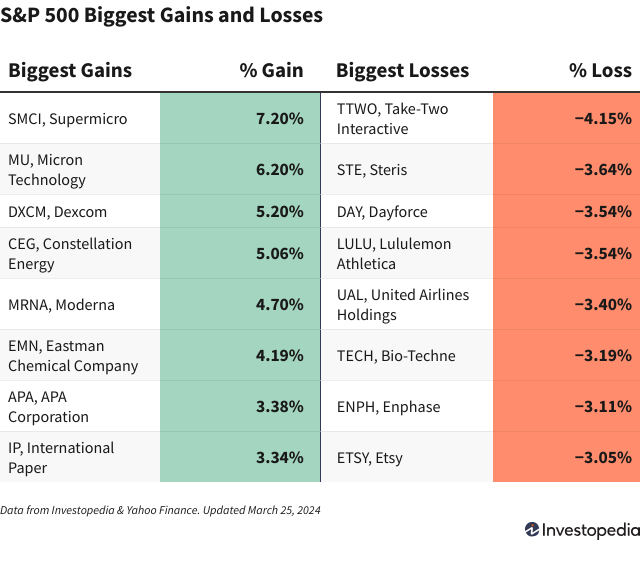 S&P 500 Biggest Gains and Losses
Biggest Gains % Gain Biggest Losses % Loss
SMCI, Supermicro 7.20% TTWO, Take-Two
Interactive −4.15%
MU, Micron
Technology 6.20% STE, Steris −3.64%
DXCM, Dexcom 5.20% DAY, Dayforce −3.54%
CEG, Constellation
Energy 5.06% LULU, Lululemon
Athletica −3.54%
MRNA, Moderna 4.70% UAL, United Airlines
Holdings −3.40%
EMN, Eastman
Chemical Company 4.19% TECH, Bio-Techne −3.19%
APA, APA
Corporation 3.38% ENPH, Enphase −3.11%
IP, International
Paper 3.34% ETSY, Etsy −3.05%
Data from Investopedia & Yahoo Finance. Updated March 25, 2024
Investopedia